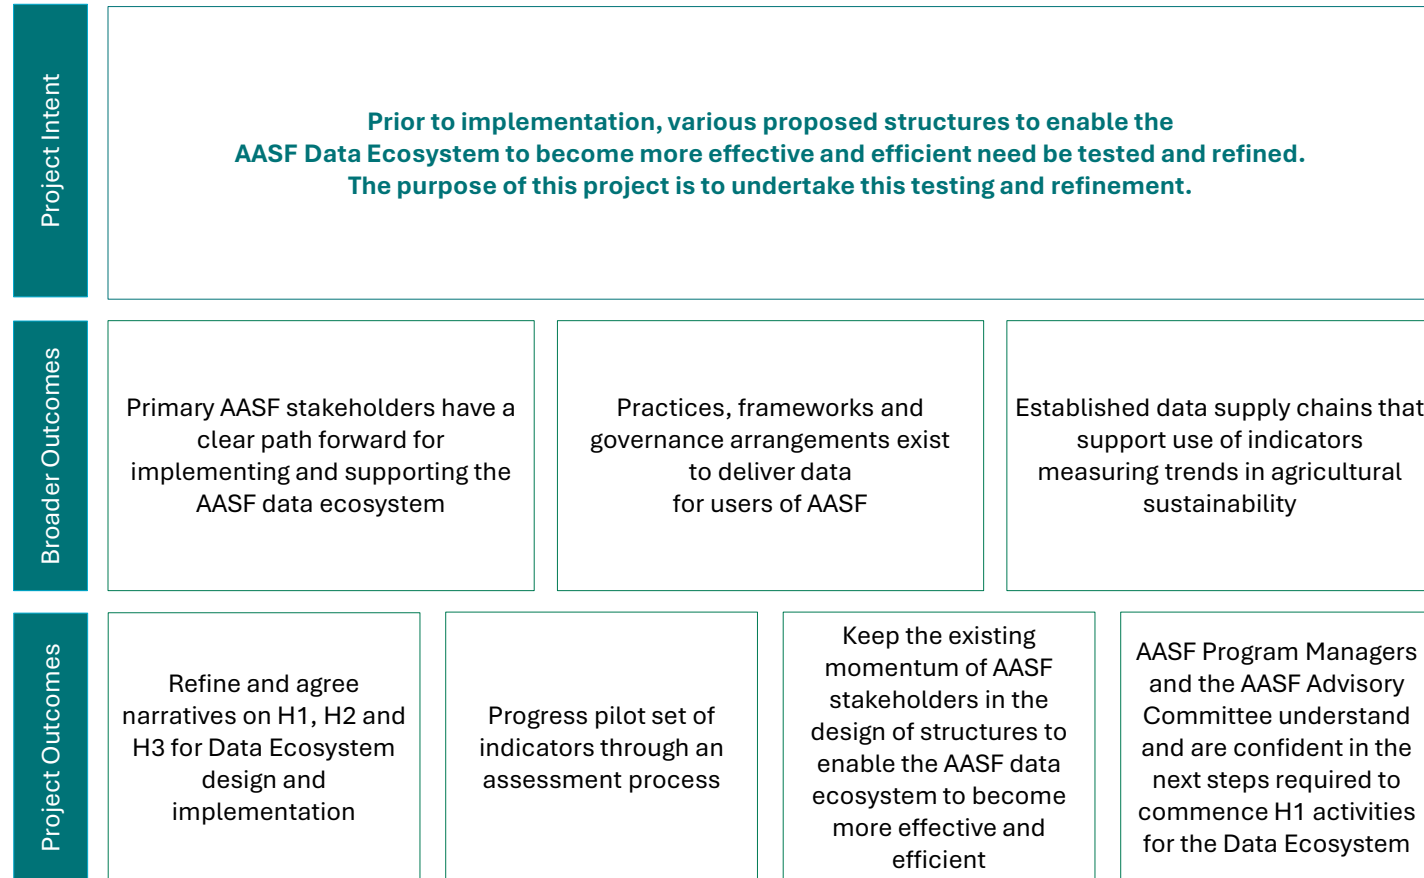 Project Intent
Prior to implementation, various proposed structures to enable the
AASF Data Ecosystem to become more effective and efficient need be tested and refined.
The purpose of this project is to undertake this testing and refinement.
Broader Outcomes
Primary AASF stakeholders have a
clear path forward for
implementing and supporting the
AASF data ecosystem
Practices, frameworks and
governance arrangements exist
to deliver data
for users of AASF
Established data supply chains that
support use of indicators
measuring trends in agricultural
sustainability
Project Outcomes
Refine and agree
narratives on H1, H2 and
H3 for Data Ecosystem
design and
implementation
Progress pilot set of
indicators through an
assessment process
Keep the existing
momentum of AASF
stakeholders in the
design of structures to
enable the AASF data
ecosystem to become
more effective and
efficient
AASF Program Managers
and the AASF Advisory
Committee understand
and are confident in the
next steps required to
commence H1 activities
for the Data Ecosystem